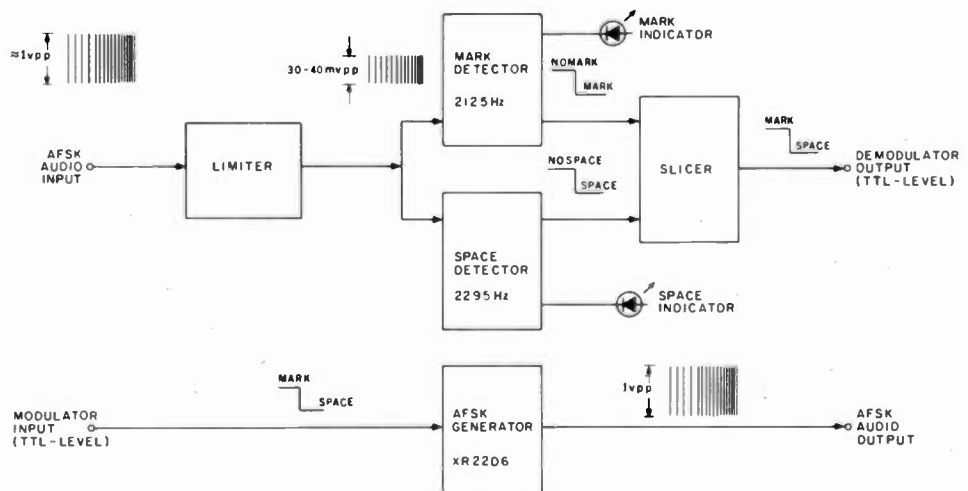 ≈1vpp
30-40mvpp
MARK
DETECTOR
2125Hz
MARK
INDICATOR
NOMARK
MARK
AFSK
AUDIO
INPUT
LIMITER
NOSPACE
SPACE
SLICER
MARK
SPACE
DEMODULATOR
OUTPUT
(TTL-LEVEL)
SPACE
DETECTOR
2295Hz
SPACE
INDICATOR
MODULATOR
INPUT
(TTL-LEVEL)
MARK
SPACE
AFSK
GENERATOR
XR2206
1vpp
AFSK
AUDIO
OUTPUT